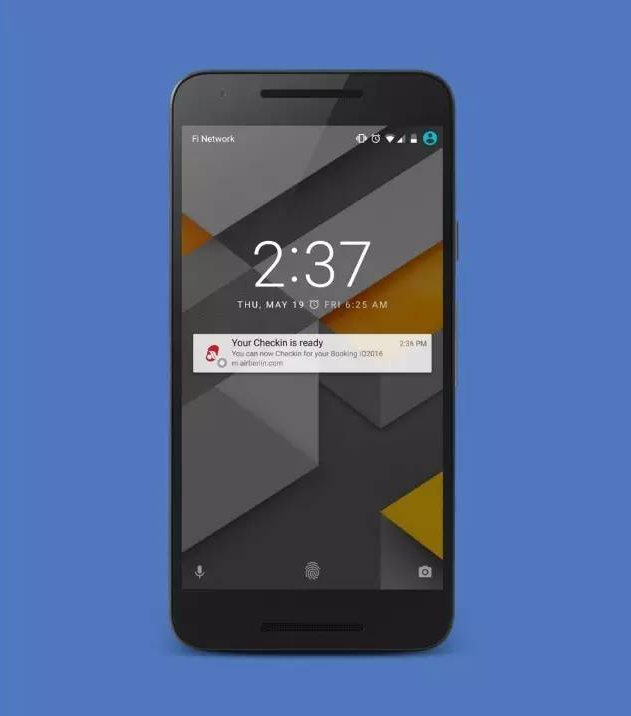 Fi Network
2:37
THU, MAY 19 FRI 6:25 AM
Your Checkin is ready 2:36 PM
You can now Checkin for your Booking IO2016
m.airberlin.com